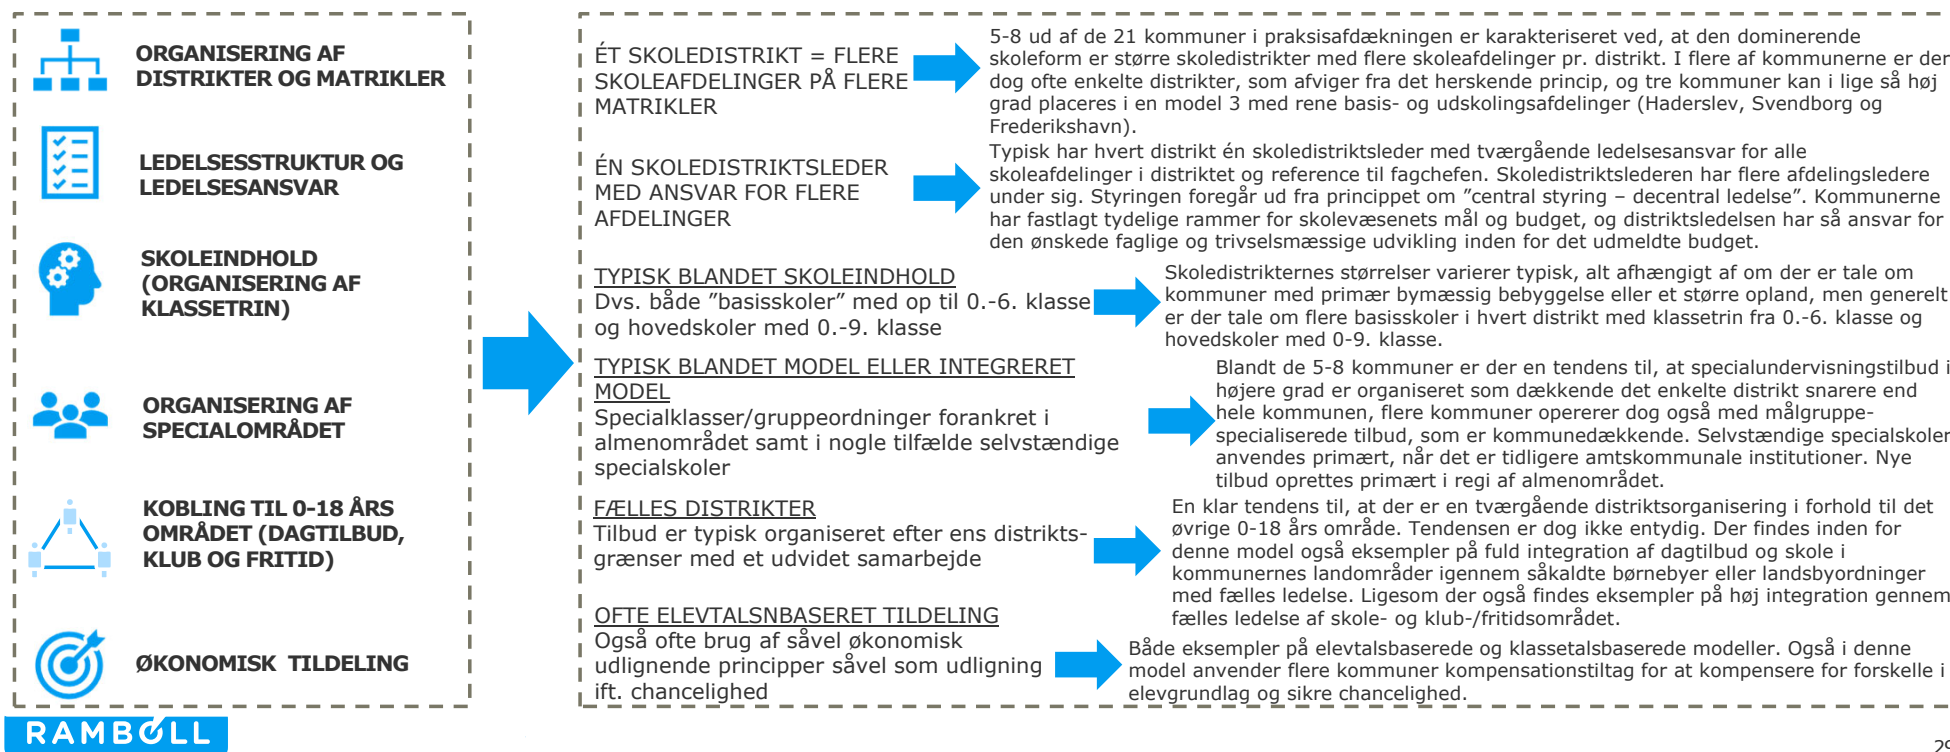 ORGANISERING AF
DISTRIKTER OG MATRIKLER
LEDELSESSTRUKTUR OG
LEDELSESANSVAR
SKOLEINDHOLD
(ORGANISERING AF
KLASSETRIN)
ORGANISERING AF
SPECIALOMRÅDET
KOBLING TIL 0-18 ÅRS
OMRÅDET (DAGTILBUD,
KLUB OG FRITID)
ØKONOMISK TILDELING
ÉT SKOLEDISTRIKT = FLERE
SKOLEAFDELINGER PÅ FLERE
MATRIKLER
5-8 ud af de 21 kommuner i praksisafdækningen er karakteriseret ved, at den dominerende
skoleform er større skoledistrikter med flere skoleafdelinger pr. distrikt. I flere af kommunerne er der
dog ofte enkelte distrikter, som afviger fra det herskende princip, og tre kommuner kan i lige så høj
grad placeres i en model 3 med rene basis- og udskolingsafdelinger (Haderslev, Svendborg og
Frederikshavn).
ÉN SKOLEDISTRIKTSLEDER
MED ANSVAR FOR FLERE
AFDELINGER
Typisk har hvert distrikt én skoledistriktsleder med tværgående ledelsesansvar for alle
skoleafdelinger i distriktet og reference til fagchefen. Skoledistriktslederen har flere afdelingsledere
under sig. Styringen foregår ud fra princippet om ”central styring – decentral ledelse”. Kommunerne
har fastlagt tydelige rammer for skolevæsenets mål og budget, og distriktsledelsen har så ansvar for
den ønskede faglige og trivselsmæssige udvikling inden for det udmeldte budget.
TYPISK BLANDET SKOLEINDHOLD
Dvs. både ”basisskoler” med op til 0.-6. klasse
og hovedskoler med 0.-9. klasse
Skoledistrikternes størrelser varierer typisk, alt afhængigt af om der er tale om
kommuner med primær bymæssig bebyggelse eller et større opland, men generelt
er der tale om flere basisskoler i hvert distrikt med klassetrin fra 0.-6. klasse og
hovedskoler med 0-9. klasse.
TYPISK BLANDET MODEL ELLER INTEGRERET
MODEL
Specialklasser/gruppeordninger forankret i
almenområdet samt i nogle tilfælde selvstændige
specialskoler
Blandt de 5-8 kommuner er der en tendens til, at specialundervisningstilbud i
højere grad er organiseret som dækkende det enkelte distrikt snarere end
hele kommunen, flere kommuner opererer dog også med målgruppe-
specialiserede tilbud, som er kommunedækkende. Selvstændige specialskoler
anvendes primært, når det er tidligere amtskommunale institutioner. Nye
tilbud oprettes primært i regi af almenområdet.
FÆLLES DISTRIKTER
Tilbud er typisk organiseret efter ens distrikts-
grænser med et udvidet samarbejde
En klar tendens til, at der er en tværgående distriktsorganisering i forhold til det
øvrige 0-18 års område. Tendensen er dog ikke entydig. Der findes inden for
denne model også eksempler på fuld integration af dagtilbud og skole i
kommunernes landområder igennem såkaldte børnebyer eller landsbyordninger
med fælles ledelse. Ligesom der også findes eksempler på høj integration gennem
fælles ledelse af skole- og klub-/fritidsområdet.
OFTE ELEVTALSNBASERET TILDELING
Også ofte brug af såvel økonomisk
udlignende principper såvel som udligning
ift. chancelighed
Både eksempler på elevtalsbaserede og klassetalsbaserede modeller. Også i denne
model anvender flere kommuner kompensationstiltag for at kompensere for forskelle i
elevgrundlag og sikre chancelighed.
RAMBOLL
29